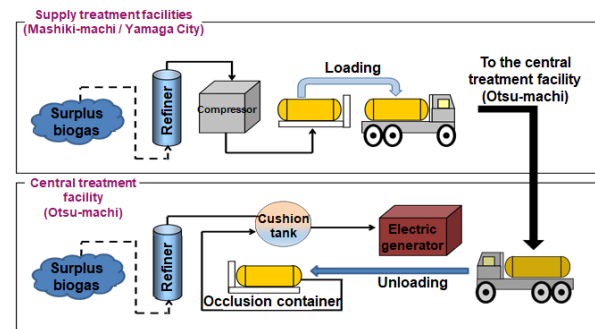 Supply treatment facilities
(Mashiki-machi / Yamaga City)
Surplus
biogas
Refiner
Compressor
Loading
To the central
treatment facility
(Otsu-machi)
Central treatment
facility
(Otsu-machi)
Surplus
biogas
Refiner
Cushion
tank
Electric
generator
Occlusion container
Unloading